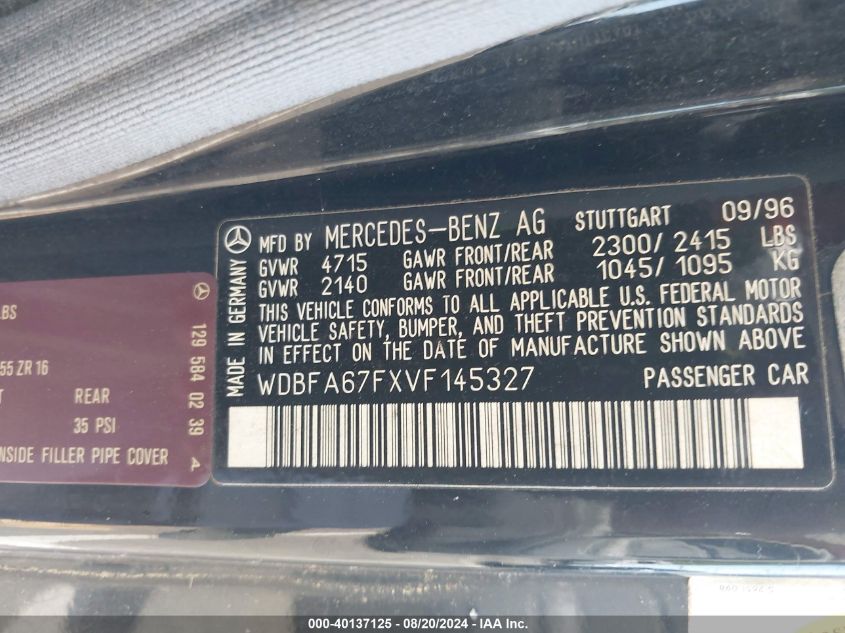 MFD BY MERCEDES-BENZ AG STUTTGART 09/96
GVWR 4715 GAWR FRONT/REAR 2300/ 2415 LBS
GVWR 2140 GAWR FRONT/REAR 1045/ 1095 KG
THIS VEHICLE CONFORMS TO ALL APPLICABLE U.S. FEDERAL MOTOR
VEHICLE SAFETY, BUMPER, AND THEFT PREVENTION STANDARDS
IN EFFECT ON THE DATE OF MANUFACTURE SHOWN ABOVE
WDBFA67FXVF145327 PASSENGER CAR
MADE IN GERMANY
LBS
55 ZR 16
REAR
35 PSI
INSIDE FILLER PIPE COVER
129 584 02 39 A
000-40137125 - 08/20/2024 - IAA Inc.